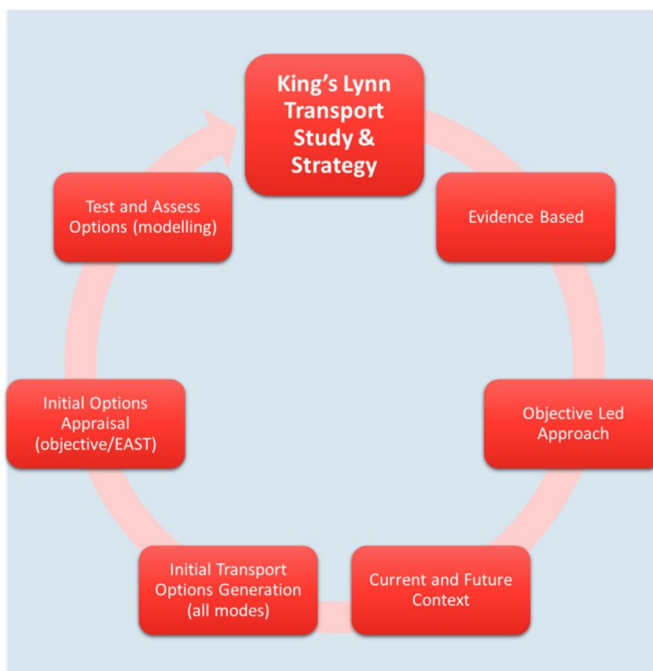 King's Lynn
Transport
Study &
Strategy
Evidence Based
Objective Led
Approach
Current and Future
Context
Initial Transport
Options Generation
(all modes)
Initial Options
Appraisal
(objective/EAST)
Test and Assess
Options (modelling)